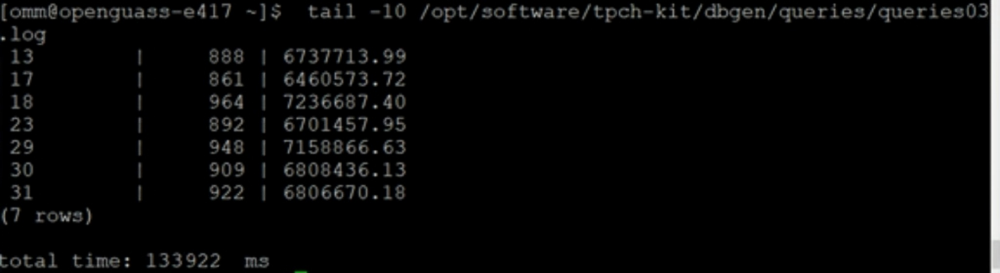 [omm@openguass-e417 ~]$  tail -10 /opt/software/tpch-kit/dbgen/queries/queries03
.log
 13         |      888 | 6737713.99
 17         |      861 | 6460573.72
 18         |      964 | 7236687.40
 23         |      892 | 6701457.95
 29         |      948 | 7158866.63
 30         |      909 | 6808436.13
 31         |      922 | 6806670.18
(7 rows)
total time: 133922  ms